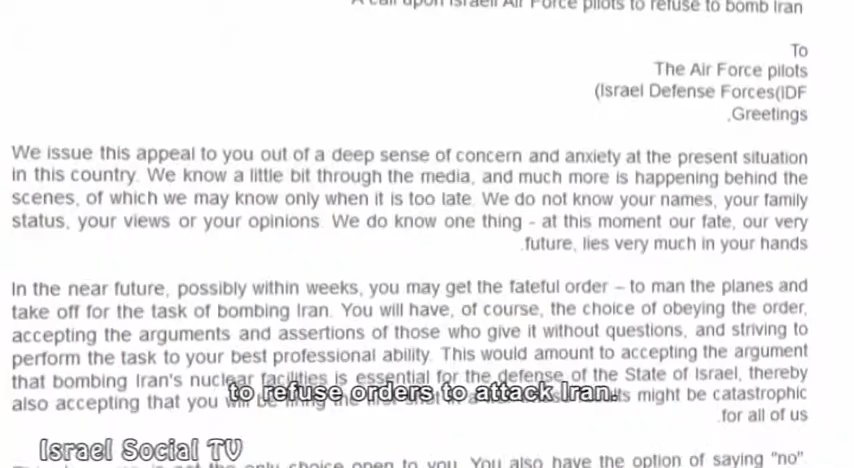 A call upon Israeli Air Force pilots to refuse to bomb Iran
To
The Air Force pilots
(Israel Defense Forces(IDF
,Greetings
We issue this appeal to you out of a deep sense of concern and anxiety at the present situation
in this country. We know a little bit through the media, and much more is happening behind the
scenes, of which we may know only when it is too late. We do not know your names, your family
status, your views or your opinions. We do know one thing - at this moment our fate, our very
.future, lies very much in your hands
In the near future, possibly within weeks, you may get the fateful order – to man the planes and
take off for the task of bombing Iran. You will have, of course, the choice of obeying the order,
accepting the arguments and assertions of those who give it without questions, and striving to
perform the task to your best professional ability. This would amount to accepting the argument
that bombing Iran's nuclear facilities is essential for the defense of the State of Israel, thereby
also accepting that you might be catastrophic
to refuse orders to attack Iran.
.for all of us
Israel Social TV
only choice open to you. You also have the option of saying "no".